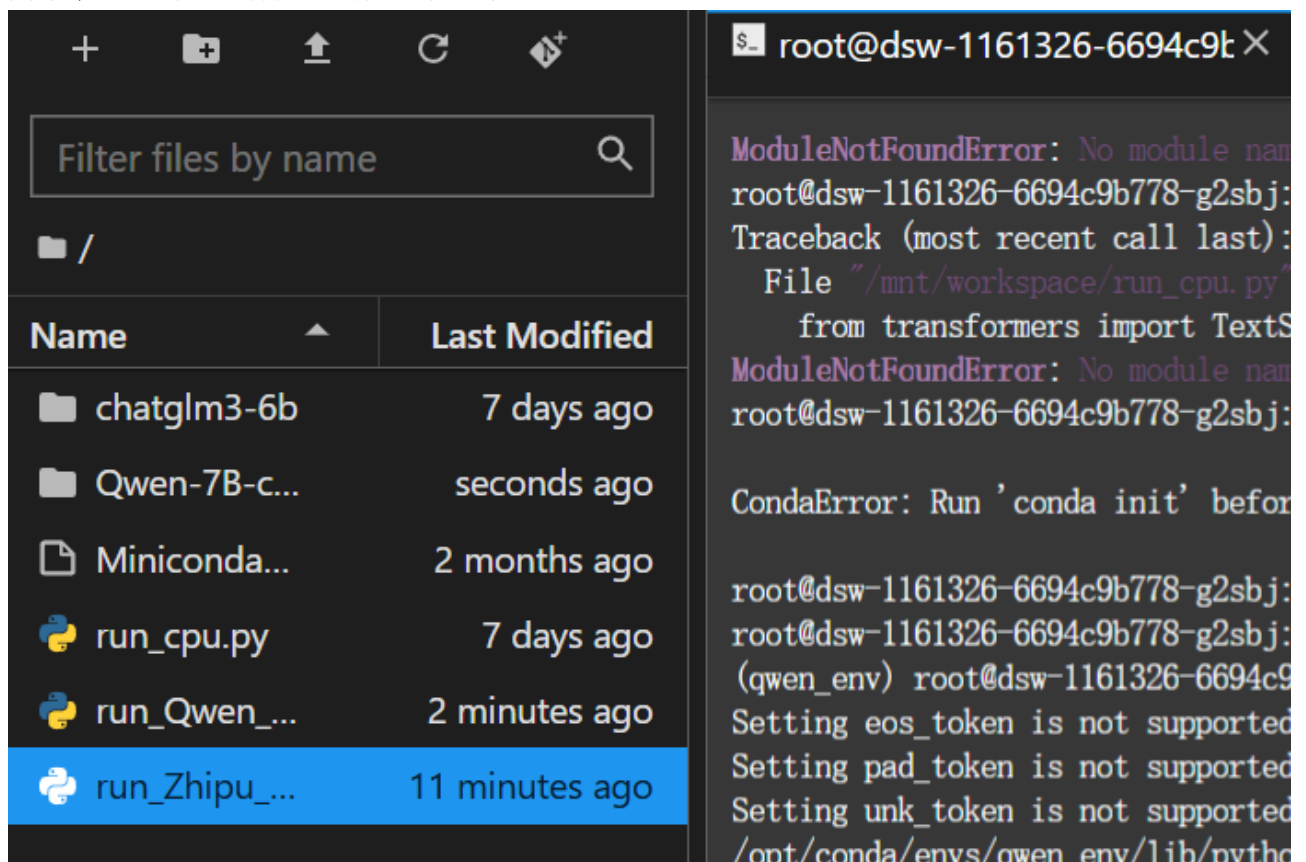 root@dsw-1161326-6694c9b
Filter files by name
/
Name Last Modified
chatglm3-6b 7 days ago
Qwen-7B-c... seconds ago
Miniconda... 2 months ago
run_cpu.py 7 days ago
run_Qwen_... 2 minutes ago
run_Zhipu_... 11 minutes ago
ModuleNotFoundError: No module nam
root@dsw-1161326-6694c9b778-g2sbj:
Traceback (most recent call last):
File "/mnt/workspace/run_cpu.py"
from transformers import TextS
ModuleNotFoundError: No module nam
root@dsw-1161326-6694c9b778-g2sbj:
CondaError: Run 'conda init' befor
root@dsw-1161326-6694c9b778-g2sbj:
root@dsw-1161326-6694c9b778-g2sbj:
(qwen_env) root@dsw-1161326-6694c9
Setting eos_token is not supported
Setting pad_token is not supported
Setting unk_token is not supported
/opt/conda/envs/qwen_env/lib/pytho